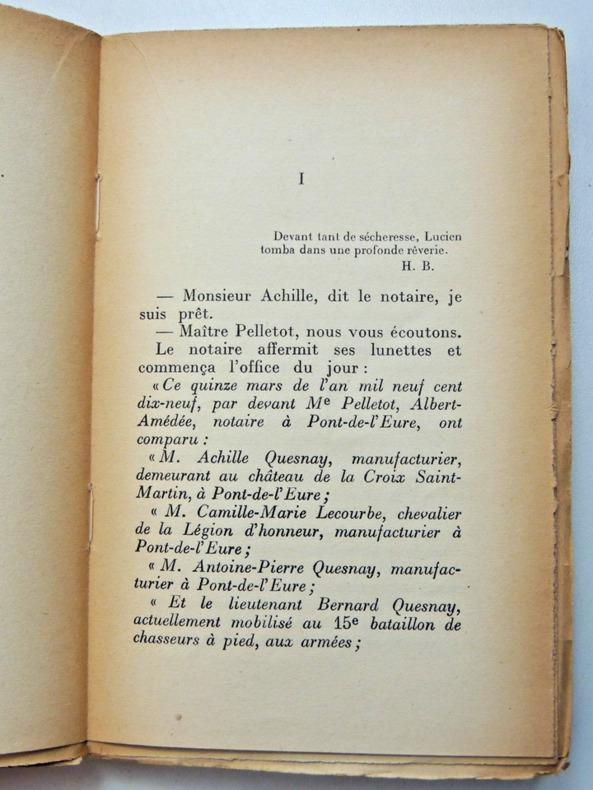 I
Devant tant de sécheresse, Lucien
tomba dans une profonde rêverie.
H. B.
— Monsieur Achille, dit le notaire, je
suis prêt.
— Maître Pelletot, nous vous écoutons.
Le notaire affermit ses lunettes et
commença l'office du jour :
« Ce quinze mars de l'an mil neuf cent
dix-neuf, par devant Me Pelletot, Albert-
Amédée, notaire à Pont-de-l'Eure, ont
comparu :
« M. Achille Quesnay, manufacturier,
demeurant au château de la Croix Saint-
Martin, à Pont-de-l'Eure ;
« M. Camille-Marie Lecourbe, chevalier
de la Légion d'honneur, manufacturier à
Pont-de-l'Eure ;
« M. Antoine-Pierre Quesnay, manufac-
turier à Pont-de-l'Eure ;
« Et le lieutenant Bernard Quesnay,
actuellement mobilisé au 15e bataillon de
chasseurs à pied, aux armées ;